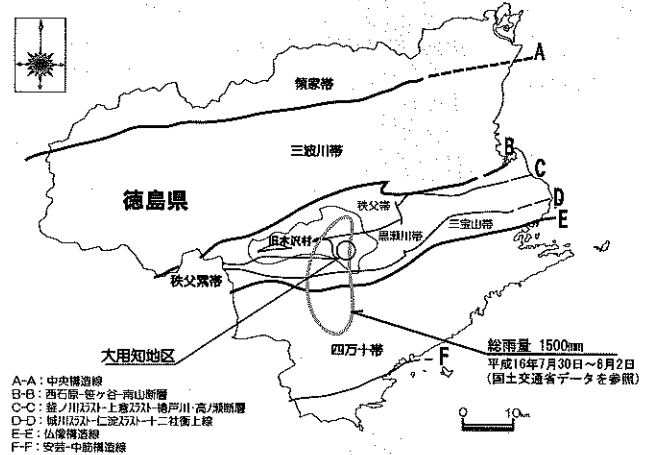 A
領家帯
三波川帯
B
C
徳島県
秩父帯
D
三宝山帯
E
黒瀬川帯
旧木沢村
秩父累帯
大用知地区
四万十帯
総雨量 1500mm
F
平成16年7月30日～8月2日
(国土交通省データを参照)
A-A：中央構造線
B-B：西石原-笹ヶ谷-南山断層
C-C：釜ノ川スラスト-上意スラスト-橋戸川・高ノ瀬断層
D-D：城川スラスト-仁淀スラスト-十二社衝上線
E-E：仏像構造線
F-F：安芸-中筋構造線
0 10km